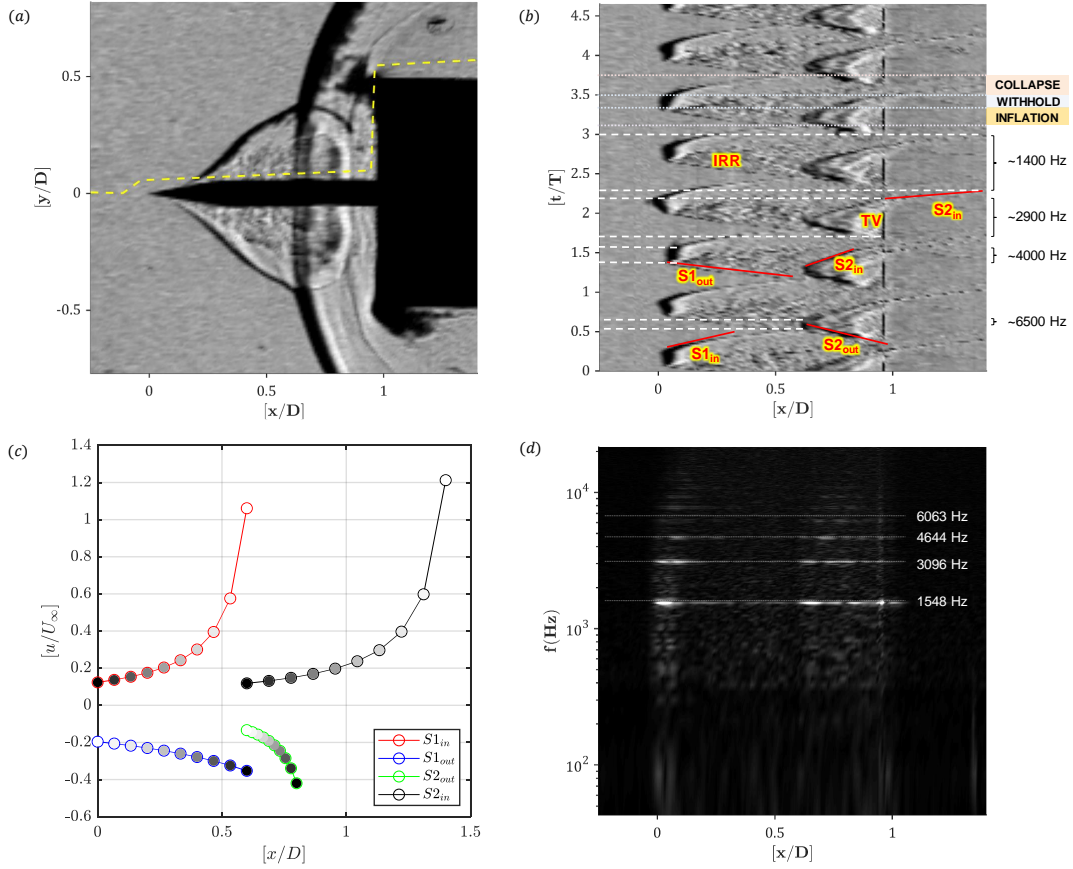 (a)
0.5
0
-0.5
[y/D]
0
0.5
1
[x/D]
(b)
4.5
4
3.5
3
2.5
2
1.5
1
0.5
0
[t/T]
0
0.5
1
[x/D]
COLLAPSE
WITHHOLD
INFLATION
IRR
~1400 Hz
S2in
TV
~2900 Hz
S1out
S2in
~4000 Hz
S1in
S2out
~6500 Hz
(c)
1.4
1.2
1
0.8
0.6
0.4
0.2
0
-0.2
-0.4
-0.6
[u/U∞]
0
0.5
1
1.5
[x/D]
S1in
S1out
S2out
S2in
(d)
10⁴
10³
10²
f(Hz)
6063 Hz
4644 Hz
3096 Hz
1548 Hz
0
0.5
1
[x/D]